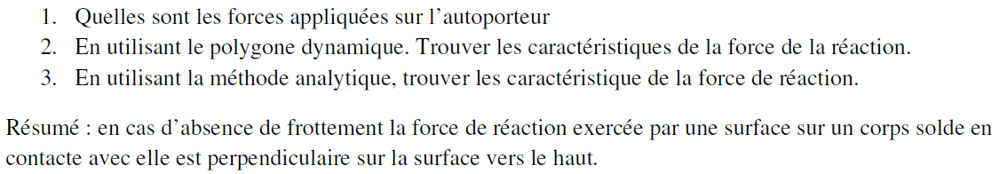 1. Quelles sont les forces appliquées sur l’autoporteur
2. En utilisant le polygone dynamique. Trouver les caractéristiques de la force de la réaction.
3. En utilisant la méthode analytique, trouver les caractéristique de la force de réaction.
Résumé : en cas d’absence de frottement la force de réaction exercée par une surface sur un corps solde en
contacte avec elle est perpendiculaire sur la surface vers le haut.